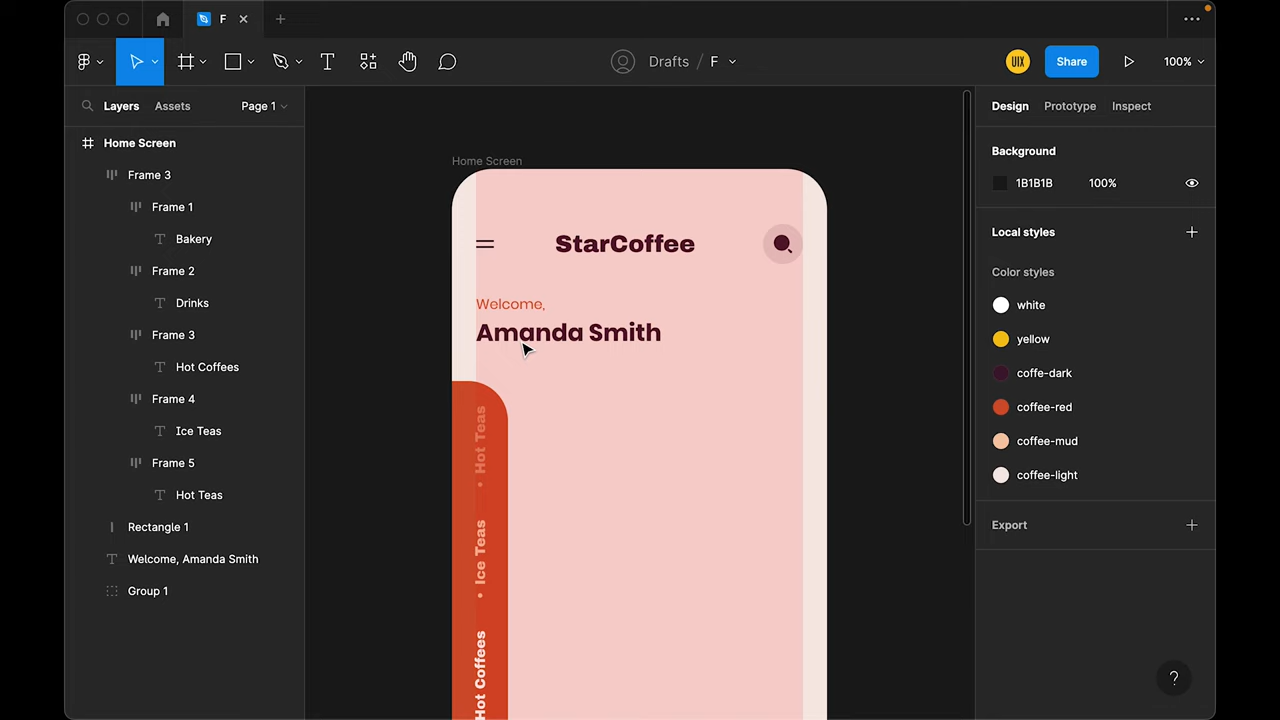 F
Drafts / F
UIX
Share
100%
Layers
Assets
Page 1
Design
Prototype
Inspect
Home Screen
Frame 3
Frame 1
Bakery
Frame 2
Drinks
Frame 3
Hot Coffees
Frame 4
Ice Teas
Frame 5
Hot Teas
Rectangle 1
Welcome, Amanda Smith
Group 1
Home Screen
StarCoffee
Welcome,
Amanda Smith
Hot Teas
• Ice Teas
• Hot Coffees
Background
1B1B1B 100%
Local styles
Color styles
white
yellow
coffe-dark
coffee-red
coffee-mud
coffee-light
Export
?